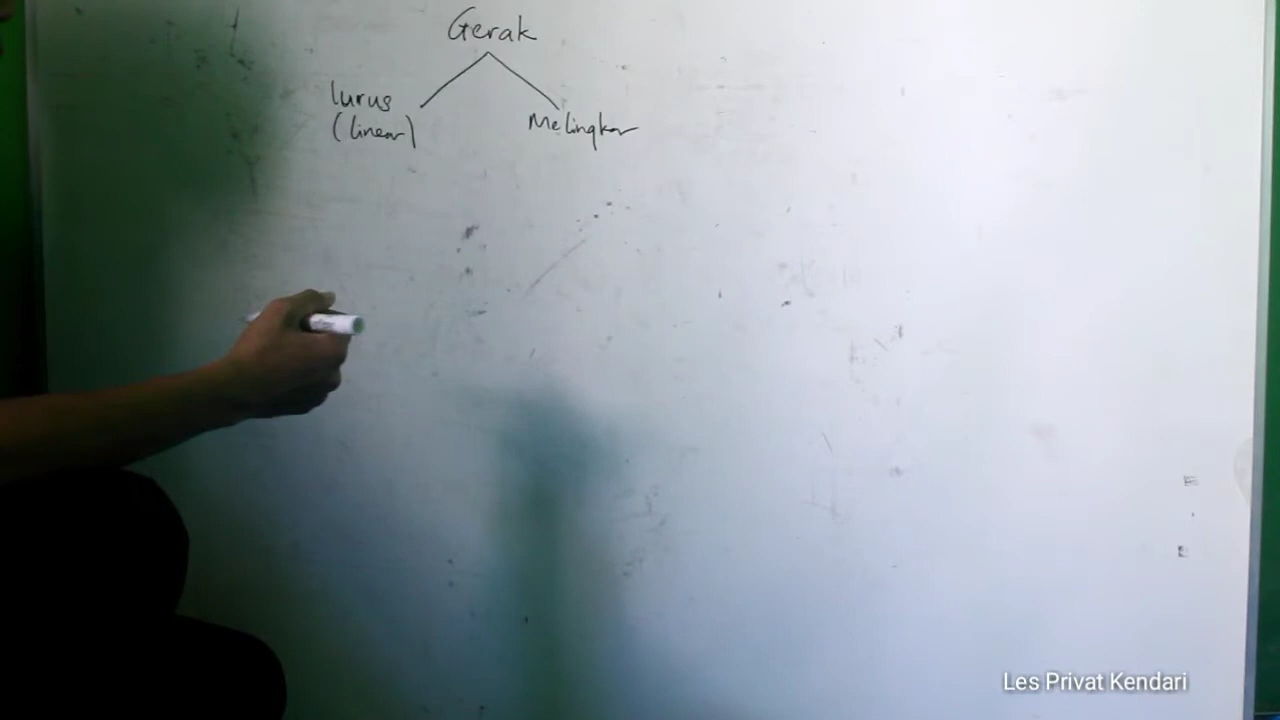 Gerak
lurus
(linear)
Melingkar
Les Privat Kendari